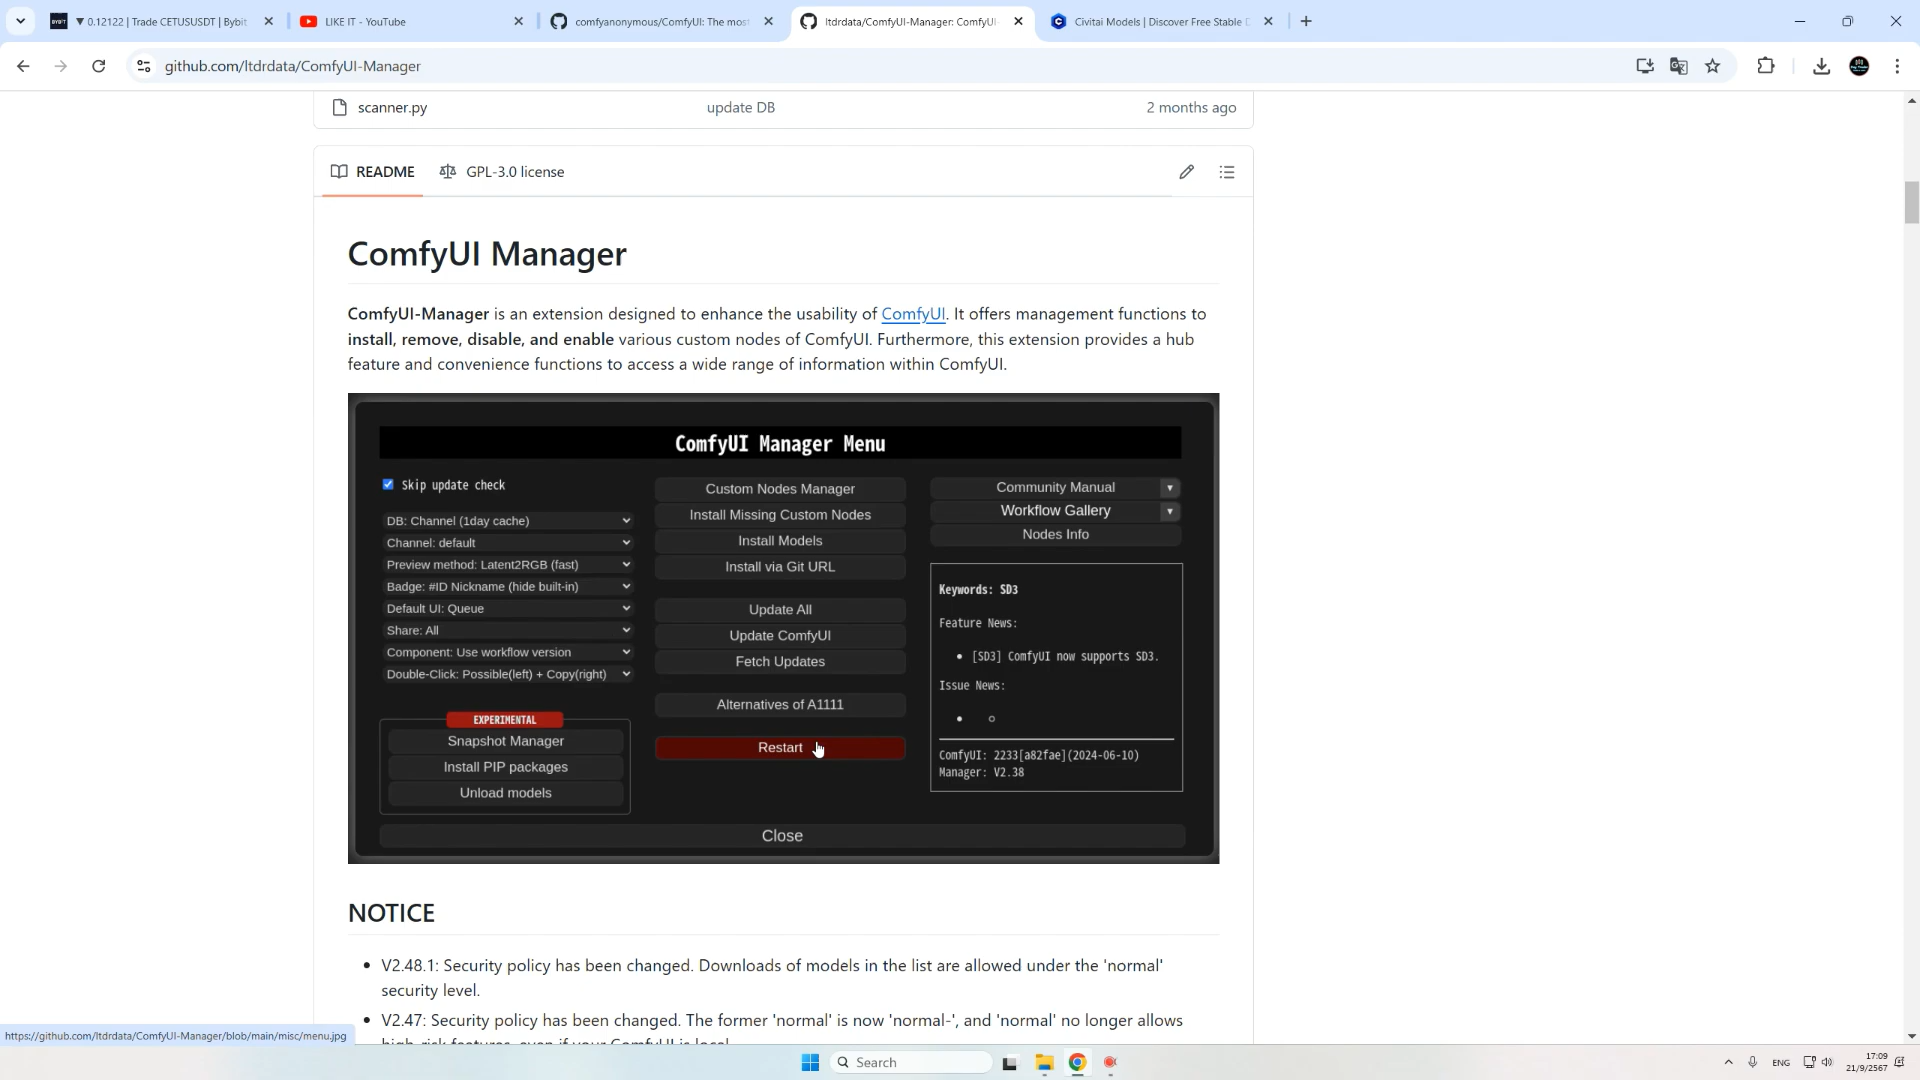 ▼ 0.12122 | Trade CETUSUSDT | Bybit
LIKE IT - YouTube
comfyanonymous/ComfyUI: The most
ltdrdata/ComfyUI-Manager: ComfyUI-
Civitai Models | Discover Free Stable D
github.com/ltdrdata/ComfyUI-Manager
scanner.py
update DB
2 months ago
README
GPL-3.0 license
ComfyUI Manager
ComfyUI-Manager is an extension designed to enhance the usability of ComfyUI. It offers management functions to
install, remove, disable, and enable various custom nodes of ComfyUI. Furthermore, this extension provides a hub
feature and convenience functions to access a wide range of information within ComfyUI.
ComfyUI Manager Menu
Skip update check
DB: Channel (1day cache)
Channel: default
Preview method: Latent2RGB (fast)
Badge: #ID Nickname (hide built-in)
Default UI: Queue
Share: All
Component: Use workflow version
Double-Click: Possible(left) + Copy(right)
EXPERIMENTAL
Snapshot Manager
Install PIP packages
Unload models
Custom Nodes Manager
Install Missing Custom Nodes
Install Models
Install via Git URL
Update All
Update ComfyUI
Fetch Updates
Alternatives of A1111
Restart
Community Manual
Workflow Gallery
Nodes Info
Keywords: SD3
Feature News:
• [SD3] ComfyUI now supports SD3.
Issue News:
ComfyUI: 2233[a82fae](2024-06-10)
Manager: V2.38
Close
NOTICE
• V2.48.1: Security policy has been changed. Downloads of models in the list are allowed under the 'normal'
security level.
• V2.47: Security policy has been changed. The former 'normal' is now 'normal-', and 'normal' no longer allows
high-risk features, even if your ComfyUI is local.
https://github.com/ltdrdata/ComfyUI-Manager/blob/main/misc/menu.jpg
Search
ENG
17:09
21/9/2567